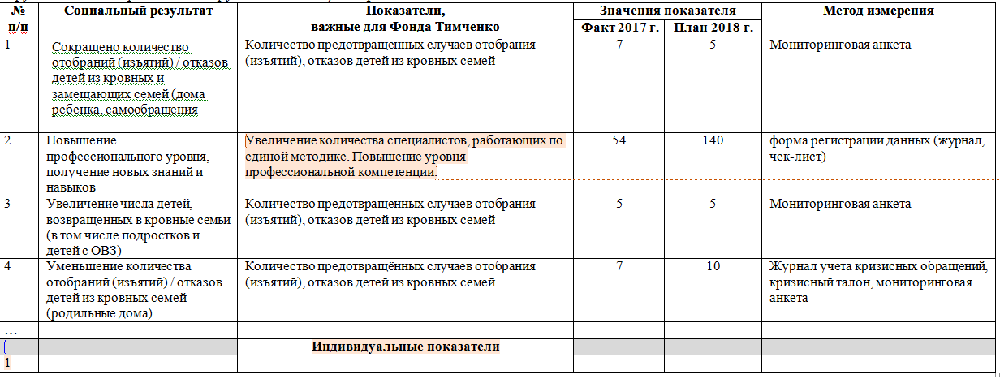 № п/п Социальный результат Показатели, важные для Фонда Тимченко Значения показателя Метод измерения
Факт 2017 г. План 2018 г.
1 Сокращено количество отобраний (изъятий) / отказов детей из кровных и замещающих семей (дома ребенка, самообращения Количество предотвращённых случаев отобрания (изъятий), отказов детей из кровных семей 7 5 Мониторинговая анкета
2 Повышение профессионального уровня, получение новых знаний и навыков Увеличение количества специалистов, работающих по единой методике. Повышение уровня профессиональной компетенции. 54 140 форма регистрации данных (журнал, чек-лист)
3 Увеличение числа детей, возвращенных в кровные семьи (в том числе подростков и детей с ОВЗ) Количество предотвращённых случаев отобрания (изъятий), отказов детей из кровных семей 5 5 Мониторинговая анкета
4 Уменьшение количества отобраний (изъятий) / отказов детей из кровных семей (родильные дома) Количество предотвращённых случаев отобрания (изъятий), отказов детей из кровных семей 7 10 Журнал учета кризисных обращений, кризисный талон, мониторинговая анкета
…
Индивидуальные показатели
1